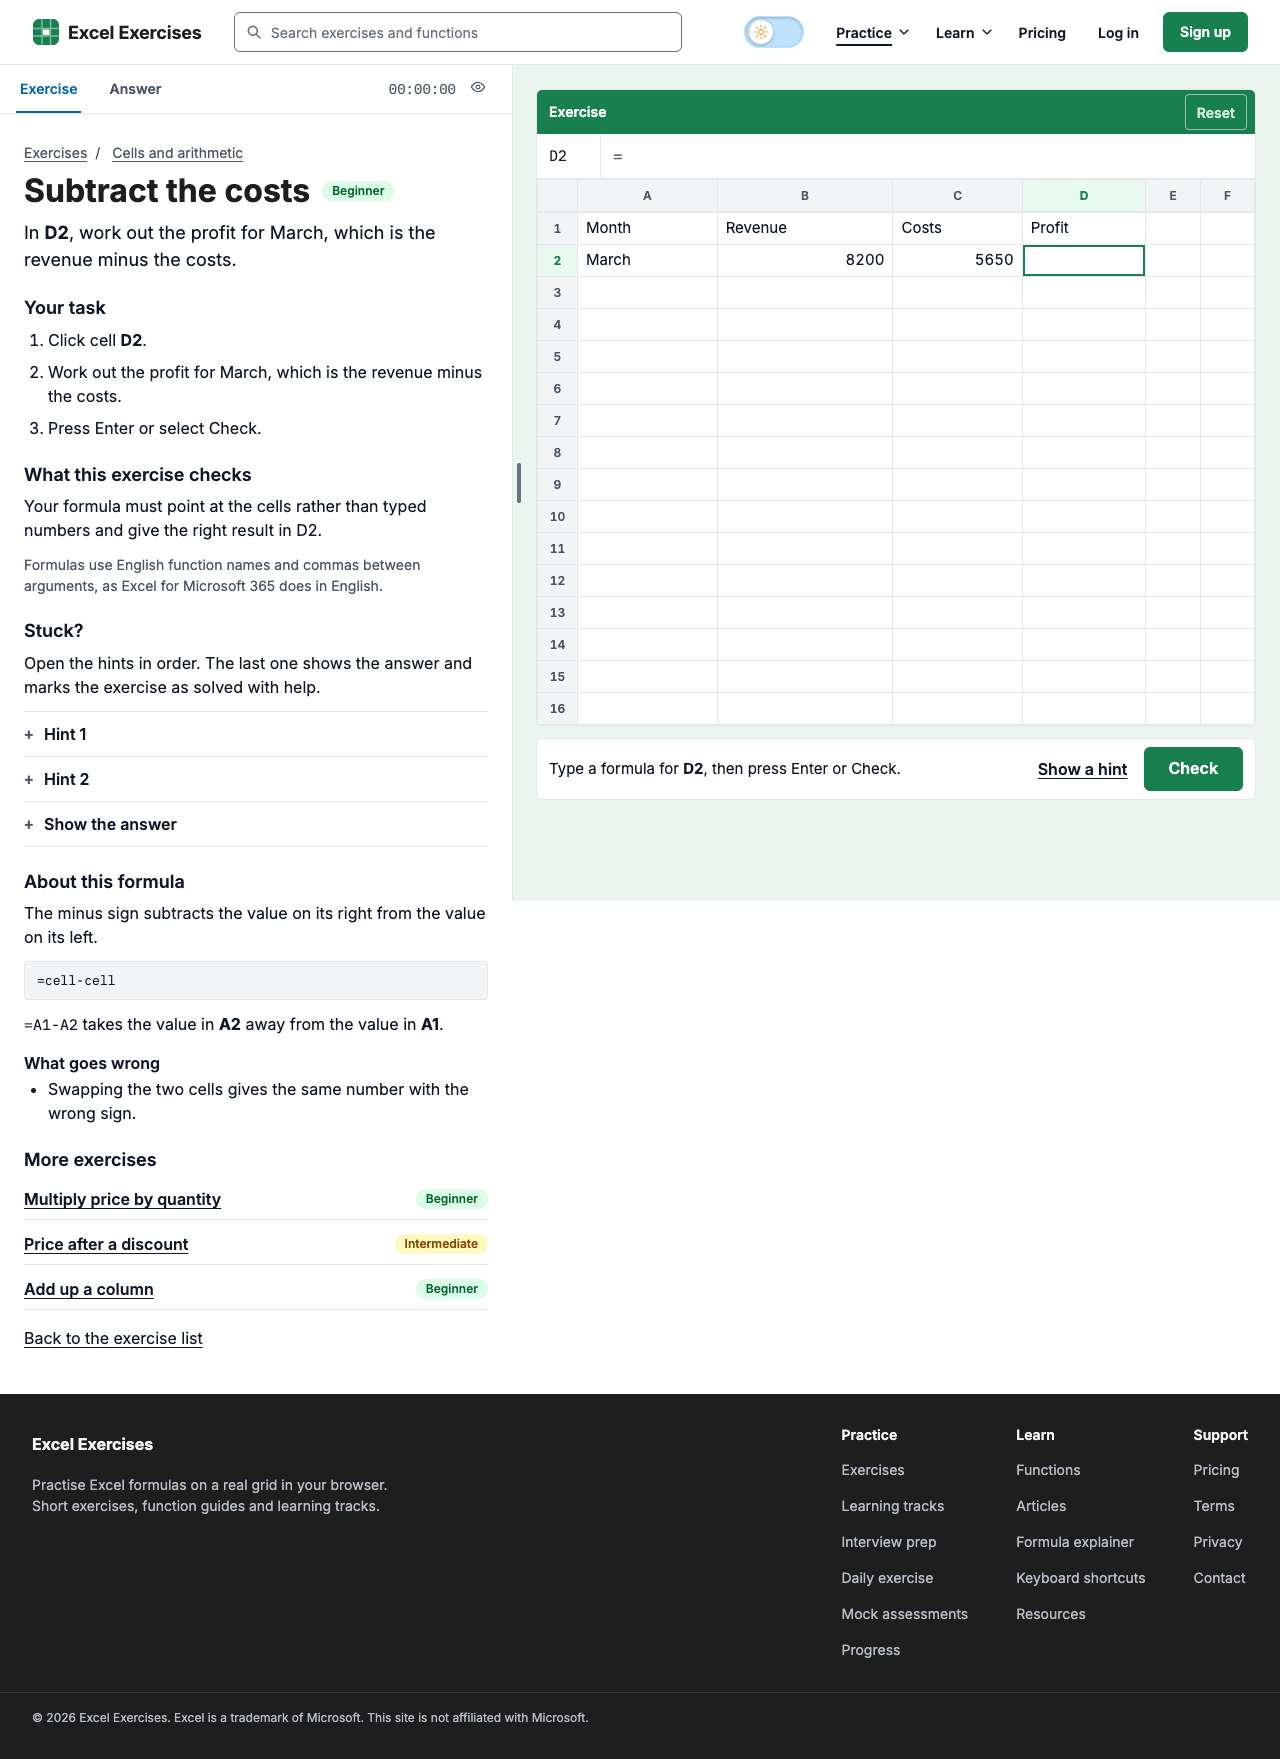 Excel Exercises
Search exercises and functions
Practice
Learn
Pricing
Log in
Sign up
Exercise
Answer
00:00:00
Exercises / Cells and arithmetic
Subtract the costs Beginner
In D2, work out the profit for March, which is the
revenue minus the costs.
Your task
1. Click cell D2.
2. Work out the profit for March, which is the revenue minus
the costs.
3. Press Enter or select Check.
What this exercise checks
Your formula must point at the cells rather than typed
numbers and give the right result in D2.
Formulas use English function names and commas between
arguments, as Excel for Microsoft 365 does in English.
Stuck?
Open the hints in order. The last one shows the answer and
marks the exercise as solved with help.
+ Hint 1
+ Hint 2
+ Show the answer
About this formula
The minus sign subtracts the value on its right from the value
on its left.
=cell-cell
=A1-A2 takes the value in A2 away from the value in A1.
What goes wrong
• Swapping the two cells gives the same number with the
wrong sign.
More exercises
Multiply price by quantity Beginner
Price after a discount Intermediate
Add up a column Beginner
Back to the exercise list
Exercise
Reset
D2 =
A B C D E F
1 Month Revenue Costs Profit
2 March 8200 5650
3
4
5
6
7
8
9
10
11
12
13
14
15
16
Type a formula for D2, then press Enter or Check.
Show a hint
Check
Excel Exercises
Practise Excel formulas on a real grid in your browser.
Short exercises, function guides and learning tracks.
Practice
Exercises
Learning tracks
Interview prep
Daily exercise
Mock assessments
Progress
Learn
Functions
Articles
Formula explainer
Keyboard shortcuts
Resources
Support
Pricing
Terms
Privacy
Contact
© 2026 Excel Exercises. Excel is a trademark of Microsoft. This site is not affiliated with Microsoft.